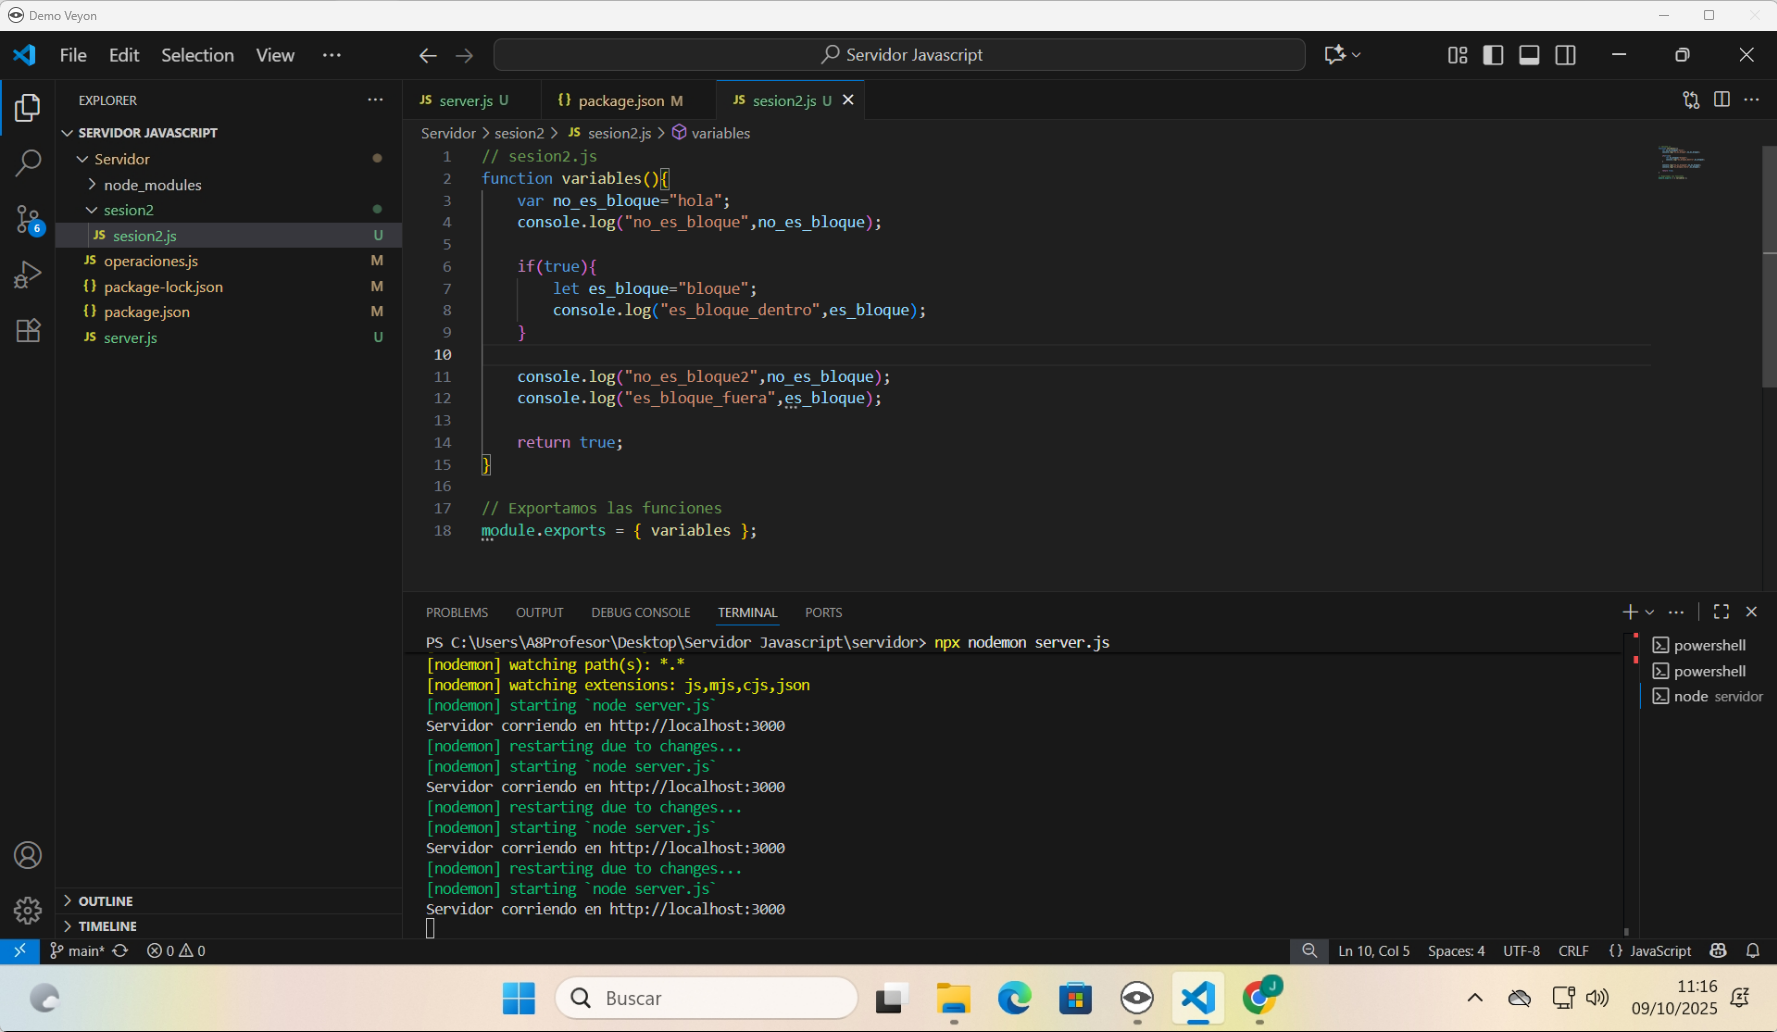 Demo Veyon
File Edit Selection View ···
Servidor Javascript
EXPLORER
SERVIDOR JAVASCRIPT
Servidor
node_modules
sesion2
JS sesion2.js U
JS operaciones.js M
{} package-lock.json M
{} package.json M
JS server.js U
OUTLINE
TIMELINE
6
JS server.js U
{} package.json M
JS sesion2.js U
Servidor > sesion2 > JS sesion2.js > variables
1 // sesion2.js
2 function variables(){
3 var no_es_bloque="hola";
4 console.log("no_es_bloque",no_es_bloque);
5
6 if(true){
7 let es_bloque="bloque";
8 console.log("es_bloque_dentro",es_bloque);
9 }
10
11 console.log("no_es_bloque2",no_es_bloque);
12 console.log("es_bloque_fuera",es_bloque);
13
14 return true;
15 }
16
17 // Exportamos las funciones
18 module.exports = { variables };
PROBLEMS OUTPUT DEBUG CONSOLE TERMINAL PORTS
PS C:\Users\A8Profesor\Desktop\Servidor Javascript\servidor> npx nodemon server.js
[nodemon] watching path(s): *.*
[nodemon] watching extensions: js,mjs,cjs,json
[nodemon] starting `node server.js`
Servidor corriendo en http://localhost:3000
[nodemon] restarting due to changes...
[nodemon] starting `node server.js`
Servidor corriendo en http://localhost:3000
[nodemon] restarting due to changes...
[nodemon] starting `node server.js`
Servidor corriendo en http://localhost:3000
[nodemon] restarting due to changes...
[nodemon] starting `node server.js`
Servidor corriendo en http://localhost:3000
powershell
powershell
node servidor
main* 0 0
Ln 10, Col 5 Spaces: 4 UTF-8 CRLF {} JavaScript
Buscar
J
11:16
09/10/2025